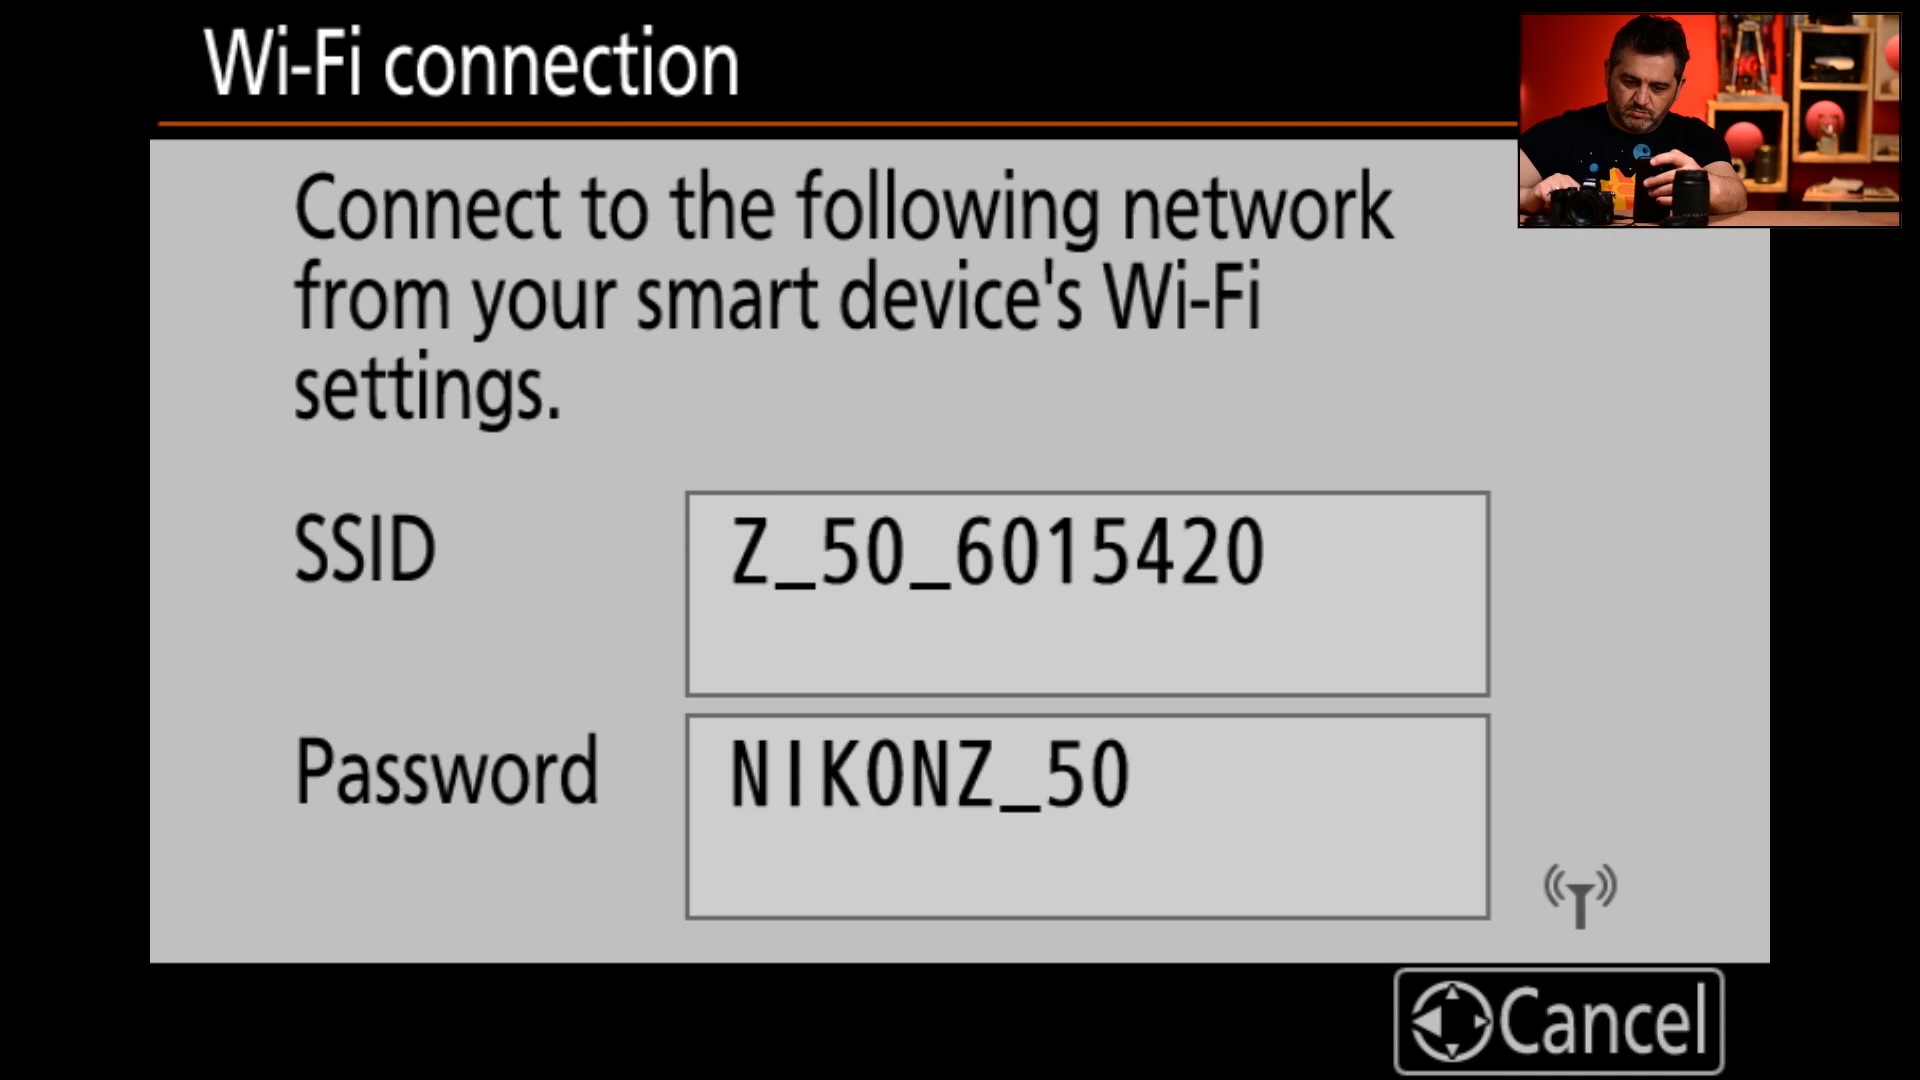 Wi-Fi connection
Connect to the following network
from your smart device's Wi-Fi
settings.
SSID
Z_50_6015420
Password
NIKONZ_50
Cancel